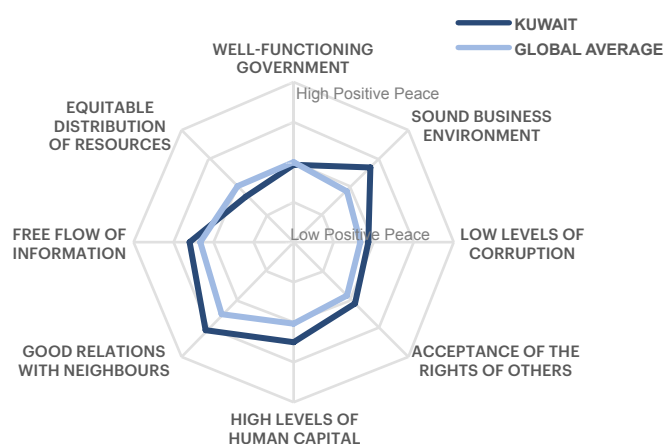 KUWAIT
GLOBAL AVERAGE
WELL-FUNCTIONING
GOVERNMENT
High Positive Peace
SOUND BUSINESS
ENVIRONMENT
EQUITABLE
DISTRIBUTION
OF RESOURCES
FREE FLOW OF
INFORMATION
Low Positive Peace
LOW LEVELS OF
CORRUPTION
GOOD RELATIONS
WITH NEIGHBOURS
ACCEPTANCE OF THE
RIGHTS OF OTHERS
HIGH LEVELS OF
HUMAN CAPITAL